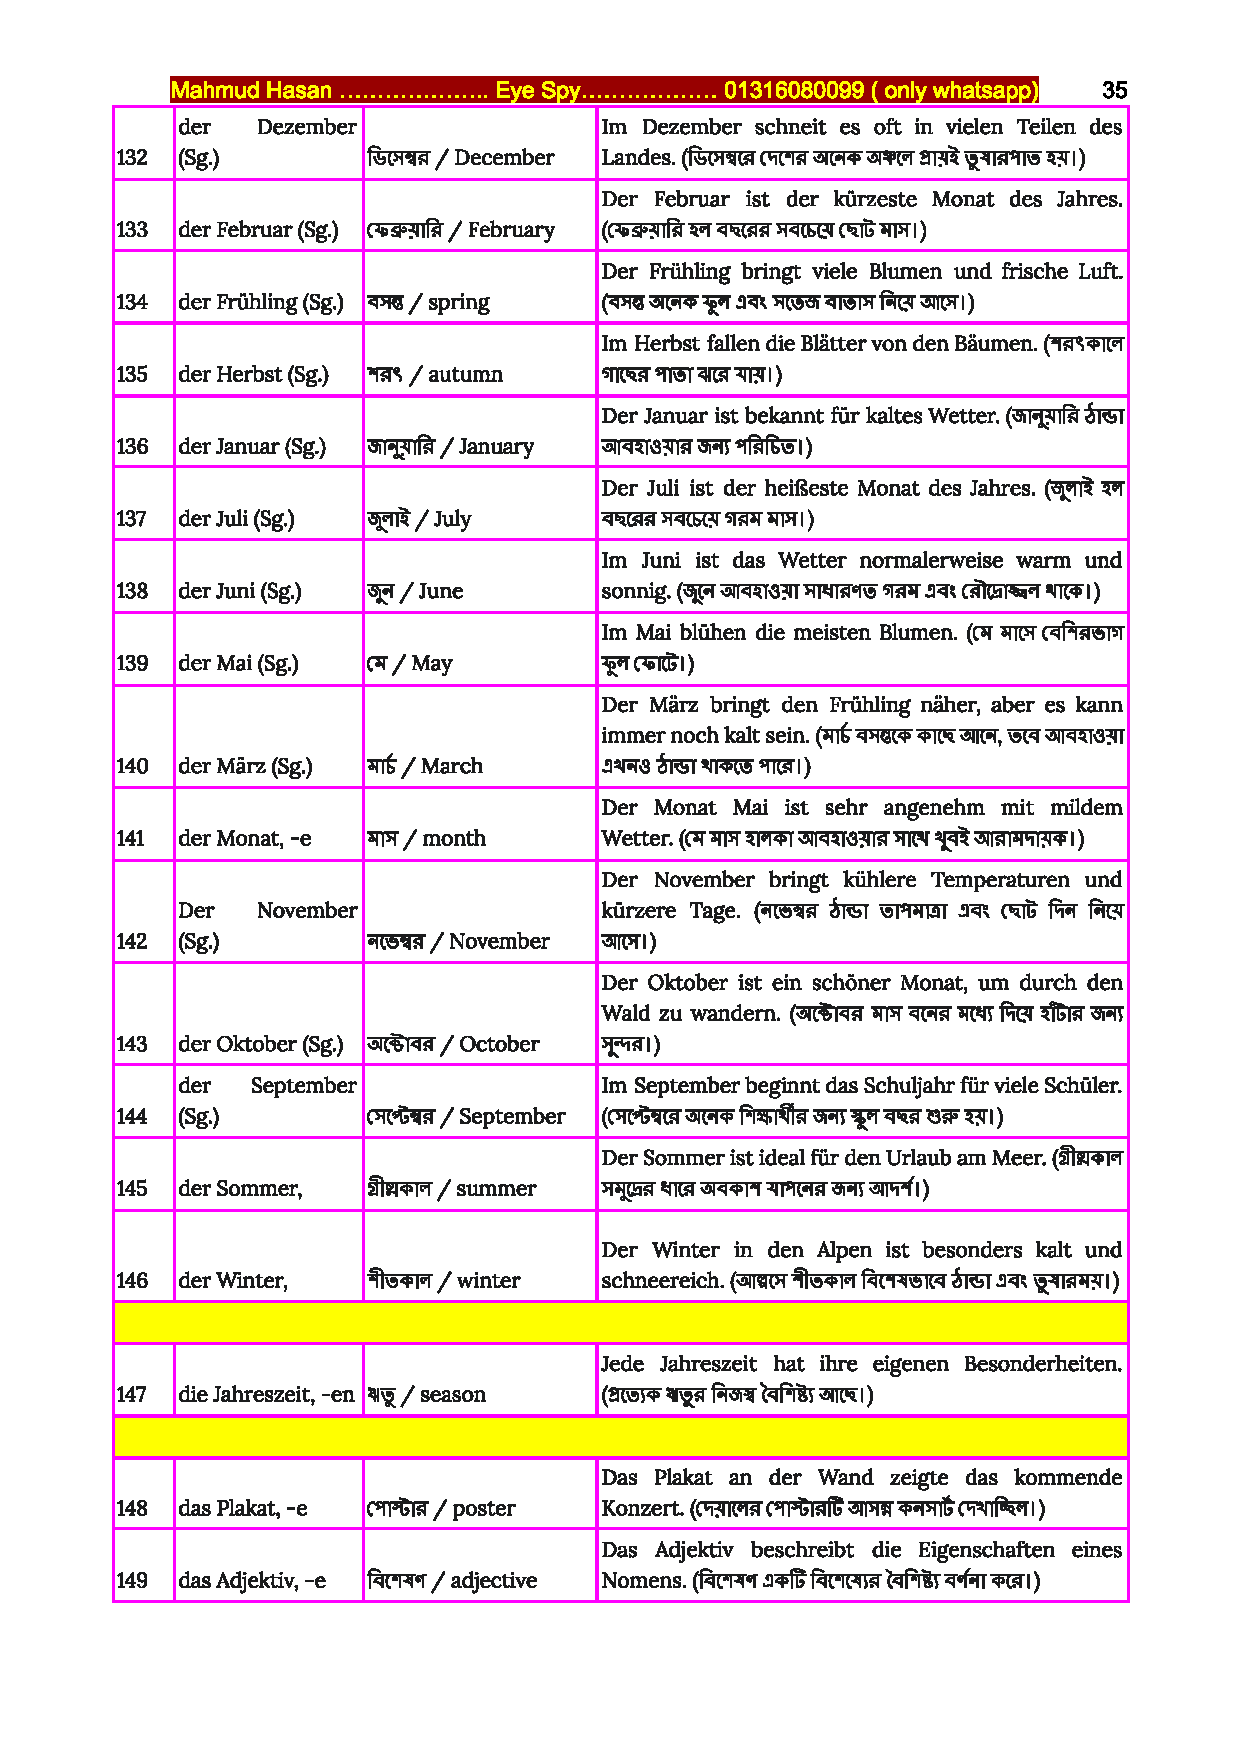 Mahmud Hasan ……………….. Eye Spy……………… 01316080099 ( only whatsapp) 35
der Dezember Im Dezember schneit es oft in vielen Teilen des
132 (Sg.) ডিসেম্বর / December Landes. (ডিসেম্বরে দেশের অনেক অঞ্চলে প্রায়ই তুষারপাত হয়।)
Der Februar ist der kürzeste Monat des Jahres.
133 der Februar (Sg.) ফেব্রুয়ারি / February (ফেব্রুয়ারি হল বছরের সবচেয়ে ছোট মাস।)
Der Frühling bringt viele Blumen und frische Luft.
134 der Frühling (Sg.) বসন্ত / spring (বসন্ত অনেক ফুল এবং সতেজ বাতাস নিয়ে আসে।)
Im Herbst fallen die Blätter von den Bäumen. (শরৎকালে
135 der Herbst (Sg.) শরৎ / autumn গাছের পাতা ঝরে যায়।)
Der Januar ist bekannt für kaltes Wetter. (জানুয়ারি ঠান্ডা
136 der Januar (Sg.) জানুয়ারি / January আবহাওয়ার জন্য পরিচিত।)
Der Juli ist der heißeste Monat des Jahres. (জুলাই হল
137 der Juli (Sg.) জুলাই / July বছরের সবচেয়ে গরম মাস।)
Im Juni ist das Wetter normalerweise warm und
138 der Juni (Sg.) জুন / June sonnig. (জুনে আবহাওয়া সাধারণত গরম এবং রৌদ্রোজ্জ্বল থাকে।)
Im Mai blühen die meisten Blumen. (মে মাসে বেশিরভাগ
139 der Mai (Sg.) মে / May ফুল ফোটে।)
Der März bringt den Frühling näher, aber es kann
immer noch kalt sein. (মার্চ বসন্তকে কাছে আনে, তবে আবহাওয়া
140 der März (Sg.) মার্চ / March এখনও ঠান্ডা থাকতে পারে।)
Der Monat Mai ist sehr angenehm mit mildem
141 der Monat, -e মাস / month Wetter. (মে মাস হালকা আবহাওয়ার সাথে খুবই আরামদায়ক।)
Der November bringt kühlere Temperaturen und
Der November kürzere Tage. (নভেম্বর ঠান্ডা তাপমাত্রা এবং ছোট দিন নিয়ে
142 (Sg.) নভেম্বর / November আসে।)
Der Oktober ist ein schöner Monat, um durch den
Wald zu wandern. (অক্টোবর মাস বনের মধ্যে দিয়ে হাঁটার জন্য
143 der Oktober (Sg.) অক্টোবর / October সুন্দর।)
der September Im September beginnt das Schuljahr für viele Schüler.
144 (Sg.) সেপ্টেম্বর / September (সেপ্টেম্বরে অনেক শিক্ষার্থীর জন্য স্কুল বছর শুরু হয়।)
Der Sommer ist ideal für den Urlaub am Meer. (গ্রীষ্মকাল
145 der Sommer, গ্রীষ্মকাল / summer সমুদ্রের ধারে অবকাশ যাপনের জন্য আদর্শ।)
Der Winter in den Alpen ist besonders kalt und
146 der Winter, শীতকাল / winter schneereich. (আল্পসে শীতকাল বিশেষভাবে ঠান্ডা এবং তুষারময়।)
Jede Jahreszeit hat ihre eigenen Besonderheiten.
147 die Jahreszeit, -en ঋতু / season (প্রত্যেক ঋতুর নিজস্ব বৈশিষ্ট্য আছে।)
Das Plakat an der Wand zeigte das kommende
148 das Plakat, -e পোস্টার / poster Konzert. (দেয়ালের পোস্টারটি আসন্ন কনসার্ট দেখাচ্ছিল।)
Das Adjektiv beschreibt die Eigenschaften eines
149 das Adjektiv, -e বিশেষণ / adjective Nomens. (বিশেষণ একটি বিশেষ্যের বৈশিষ্ট্য বর্ণনা করে।)